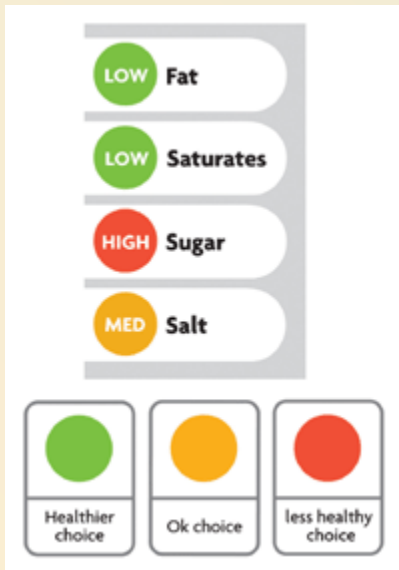 LOW Fat
LOW Saturates
HIGH Sugar
MED Salt
Healthier
choice
Ok choice
less healthy
choice